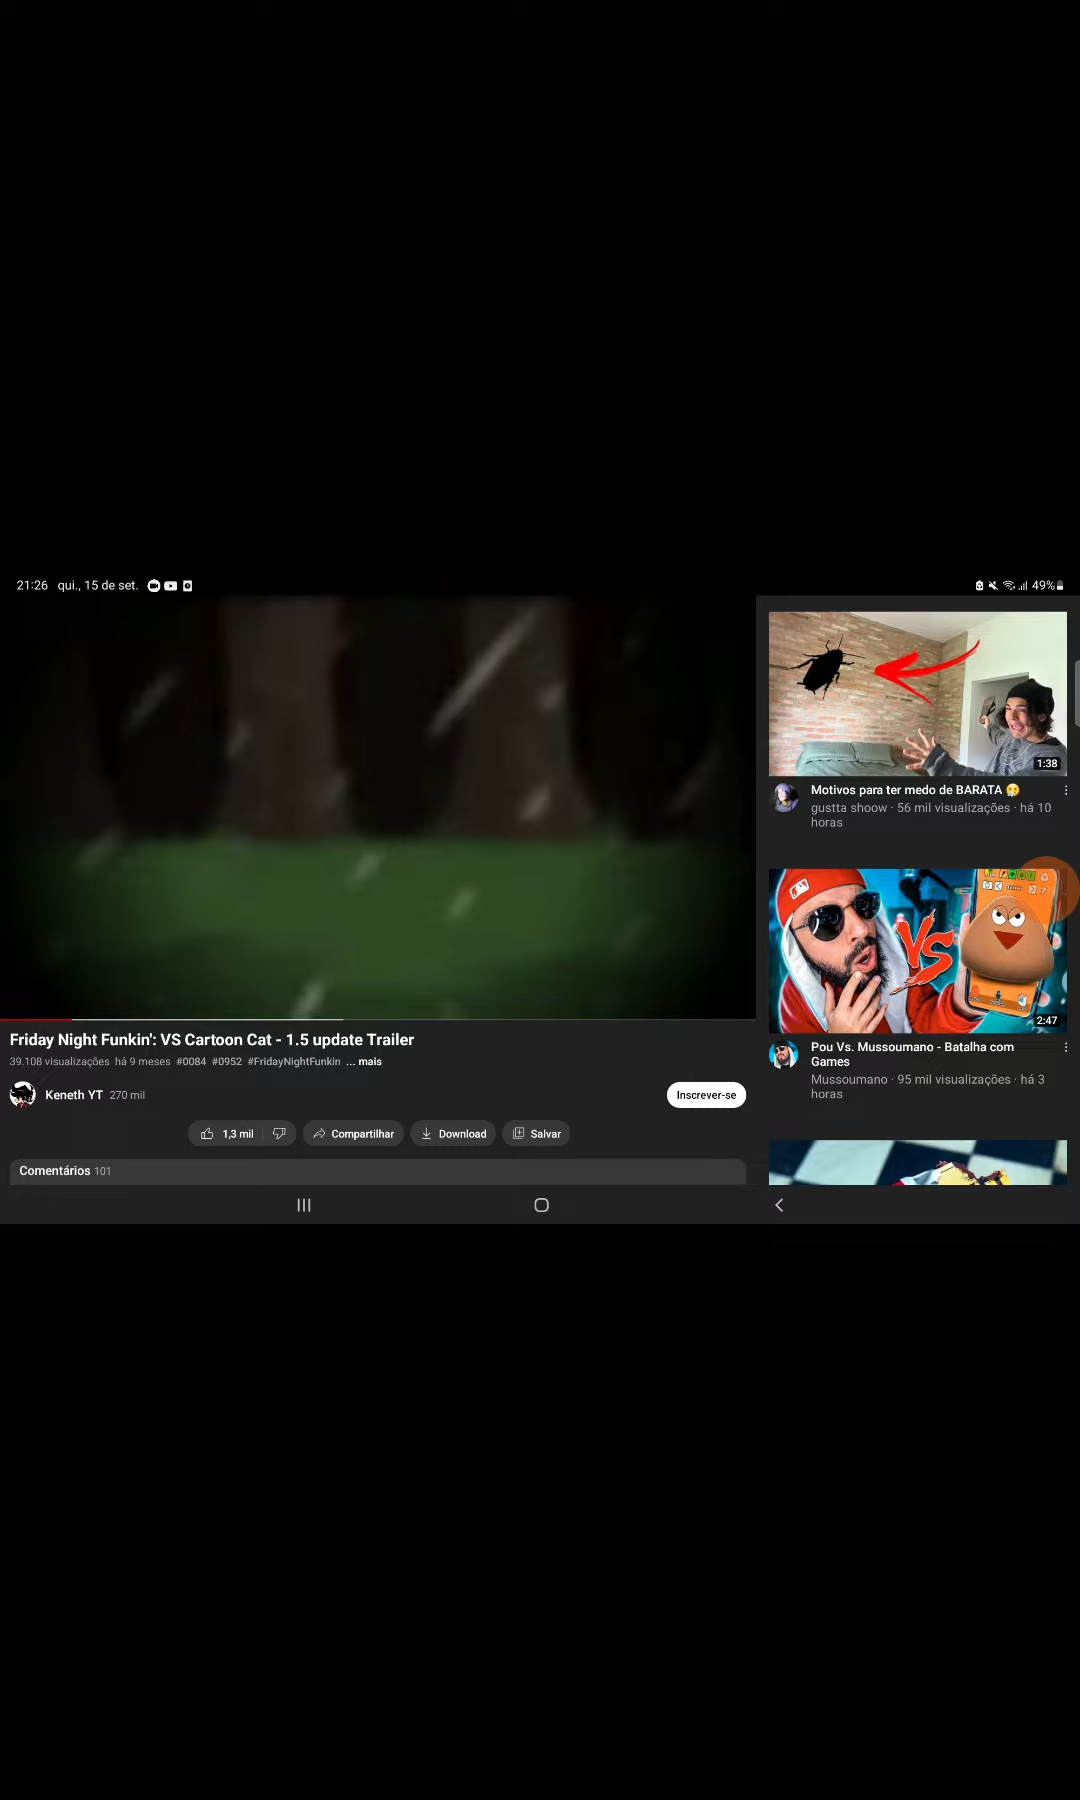 21:26 qui., 15 de set.
49%
1:38
Motivos para ter medo de BARATA 🤧
gustta shoow · 56 mil visualizações · há 10
horas
VS
2:47
Pou Vs. Mussoumano - Batalha com
Games
Mussoumano · 95 mil visualizações · há 3
horas
Friday Night Funkin': VS Cartoon Cat - 1.5 update Trailer
39.108 visualizações há 9 meses #0084 #0952 #FridayNightFunkin ... mais
Keneth YT 270 mil
Inscrever-se
1,3 mil
Compartilhar
Download
Salvar
Comentários 101